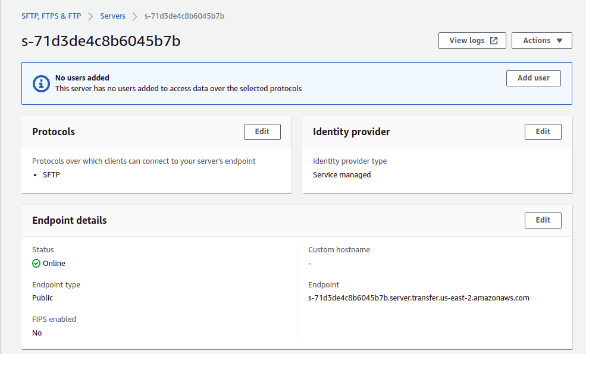 SFTP, FTPS & FTP > Servers > s-71d3de4c8b6045b7b
s-71d3de4c8b6045b7b
View logs
Actions
No users added
This server has no users added to access data over the selected protocols
Add user
Protocols
Edit
Protocols over which clients can connect to your server's endpoint
• SFTP
Identity provider
Edit
Identity provider type
Service managed
Endpoint details
Edit
Status
Online
Endpoint type
Public
FIPS enabled
No
Custom hostname
-
Endpoint
s-71d3de4c8b6045b7b.server.transfer.us-east-2.amazonaws.com